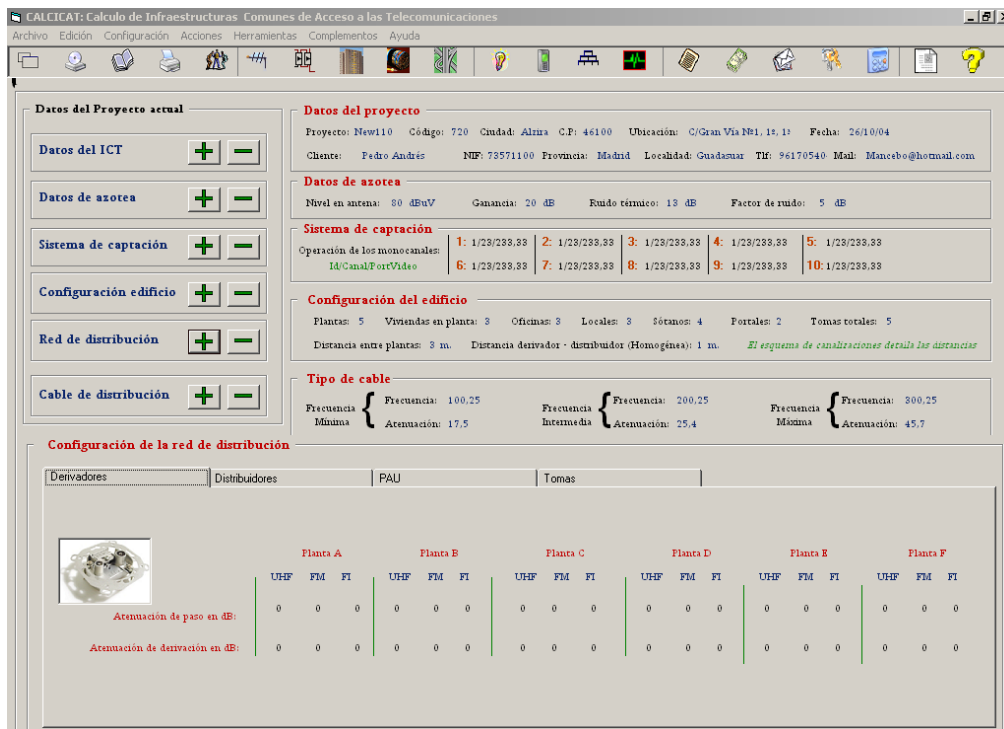 CALCICAT: Calculo de Infraestructuras Comunes de Acceso a las Telecomunicaciones
Archivo Edición Configuración Acciones Herramientas Complementos Ayuda
Datos del Proyecto actual
Datos del ICT
Datos de azotea
Sistema de captación
Configuración edificio
Red de distribución
Cable de distribución
Datos del proyecto
Proyecto: New110 Código: 720 Ciudad: Alzira C.P: 46100 Ubicación: C/Gran Vía Nº1, 1º, 1º Fecha: 26/10/04
Cliente: Pedro Andrés NIF: 73571100 Provincia: Madrid Localidad: Guadasuar Tlf: 96170540 Mail: Mancebo@hotmail.com
Datos de azotea
Nivel en antena: 80 dBuV Ganancia: 20 dB Ruido térmico: 13 dB Factor de ruido: 5 dB
Sistema de captación
Operación de los monocanales:
Id/Canal/PortVideo
1: 1/23/233,33 2: 1/23/233,33 3: 1/23/233,33 4: 1/23/233,33 5: 1/23/233,33
6: 1/23/233,33 7: 1/23/233,33 8: 1/23/233,33 9: 1/23/233,33 10: 1/23/233,33
Configuración del edificio
Plantas: 5 Viviendas en planta: 3 Oficinas: 3 Locales: 3 Sótanos: 4 Portales: 2 Tomas totales: 5
Distancia entre plantas: 3 m. Distancia derivador - distribuidor (Homogénea): 1 m. El esquema de canalizaciones detalla las distancias
Tipo de cable
Frecuencia Mínima { Frecuencia: 100,25 Frecuencia Intermedia { Frecuencia: 200,25 Frecuencia Máxima { Frecuencia: 300,25
Atenuación: 17,5 Atenuación: 25,4 Atenuación: 45,7
Configuración de la red de distribución
Derivadores Distribuidores PAU Tomas
Planta A Planta B Planta C Planta D Planta E Planta F
UHF FM FI UHF FM FI UHF FM FI UHF FM FI UHF FM FI UHF FM FI
Atenuación de paso en dB: 0 0 0 0 0 0 0 0 0 0 0 0 0 0 0 0 0 0
Atenuación de derivación en dB: 0 0 0 0 0 0 0 0 0 0 0 0 0 0 0 0 0 0